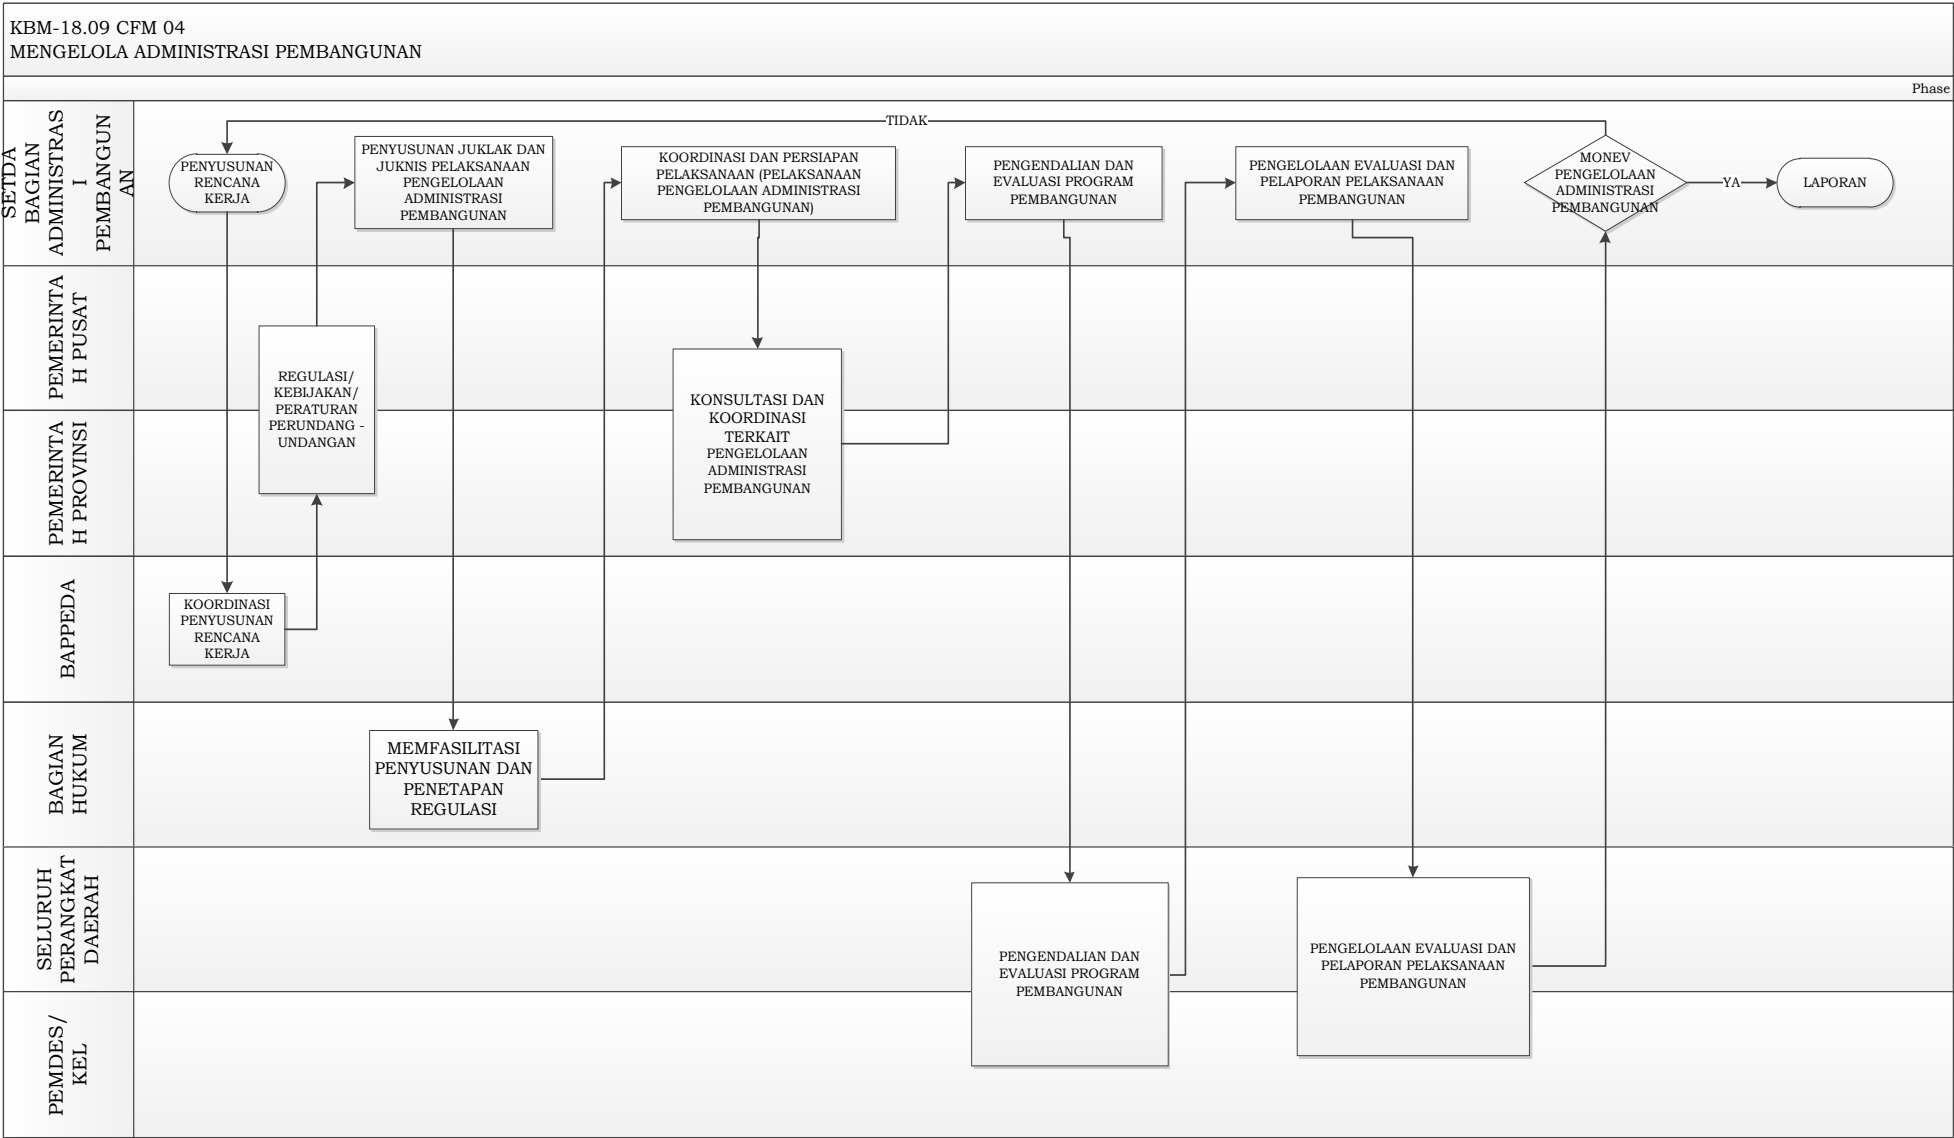 KBM-18.09 CFM 04
MENGELOLA ADMINISTRASI PEMBANGUNAN
Phase
SETDA
BAGIAN
ADMINISTRAS
I
PEMBANGUN
AN
TIDAK
PENYUSUNAN
RENCANA
KERJA
PENYUSUNAN JUKLAK DAN
JUKNIS PELAKSANAAN
PENGELOLAAN
ADMINISTRASI
PEMBANGUNAN
KOORDINASI DAN PERSIAPAN
PELAKSANAAN (PELAKSANAAN
PENGELOLAAN ADMINISTRASI
PEMBANGUNAN)
PENGENDALIAN DAN
EVALUASI PROGRAM
PEMBANGUNAN
PENGELOLAAN EVALUASI DAN
PELAPORAN PELAKSANAAN
PEMBANGUNAN
MONEV
PENGELOLAAN
ADMINISTRASI
PEMBANGUNAN
YA
LAPORAN
PEMERINTA
H PUSAT
REGULASI/
KEBIJAKAN/
PERATURAN
PERUNDANG -
UNDANGAN
KONSULTASI DAN
KOORDINASI
TERKAIT
PENGELOLAAN
ADMINISTRASI
PEMBANGUNAN
PEMERINTA
H PROVINSI
BAPPEDA
KOORDINASI
PENYUSUNAN
RENCANA
KERJA
BAGIAN
HUKUM
MEMFASILITASI
PENYUSUNAN DAN
PENETAPAN
REGULASI
SELURUH
PERANGKAT
DAERAH
PENGENDALIAN DAN
EVALUASI PROGRAM
PEMBANGUNAN
PENGELOLAAN EVALUASI DAN
PELAPORAN PELAKSANAAN
PEMBANGUNAN
PEMDES/
KEL